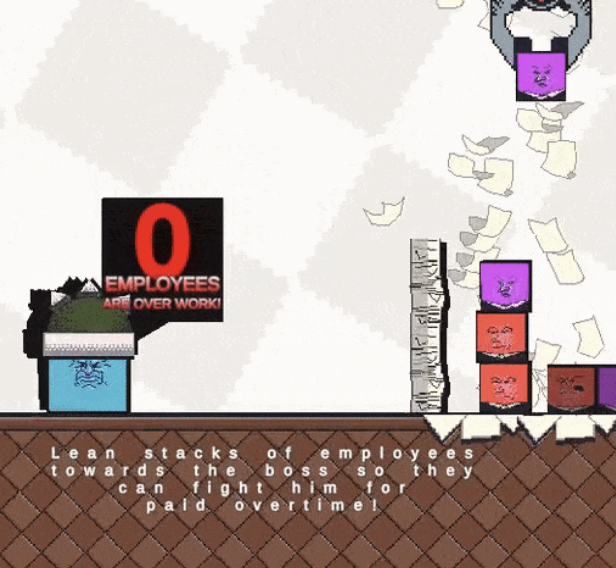 0
EMPLOYEES
ARE OVER WORK!
Lean stacks of employees
towards the boss so they
can fight him for
paid overtime!